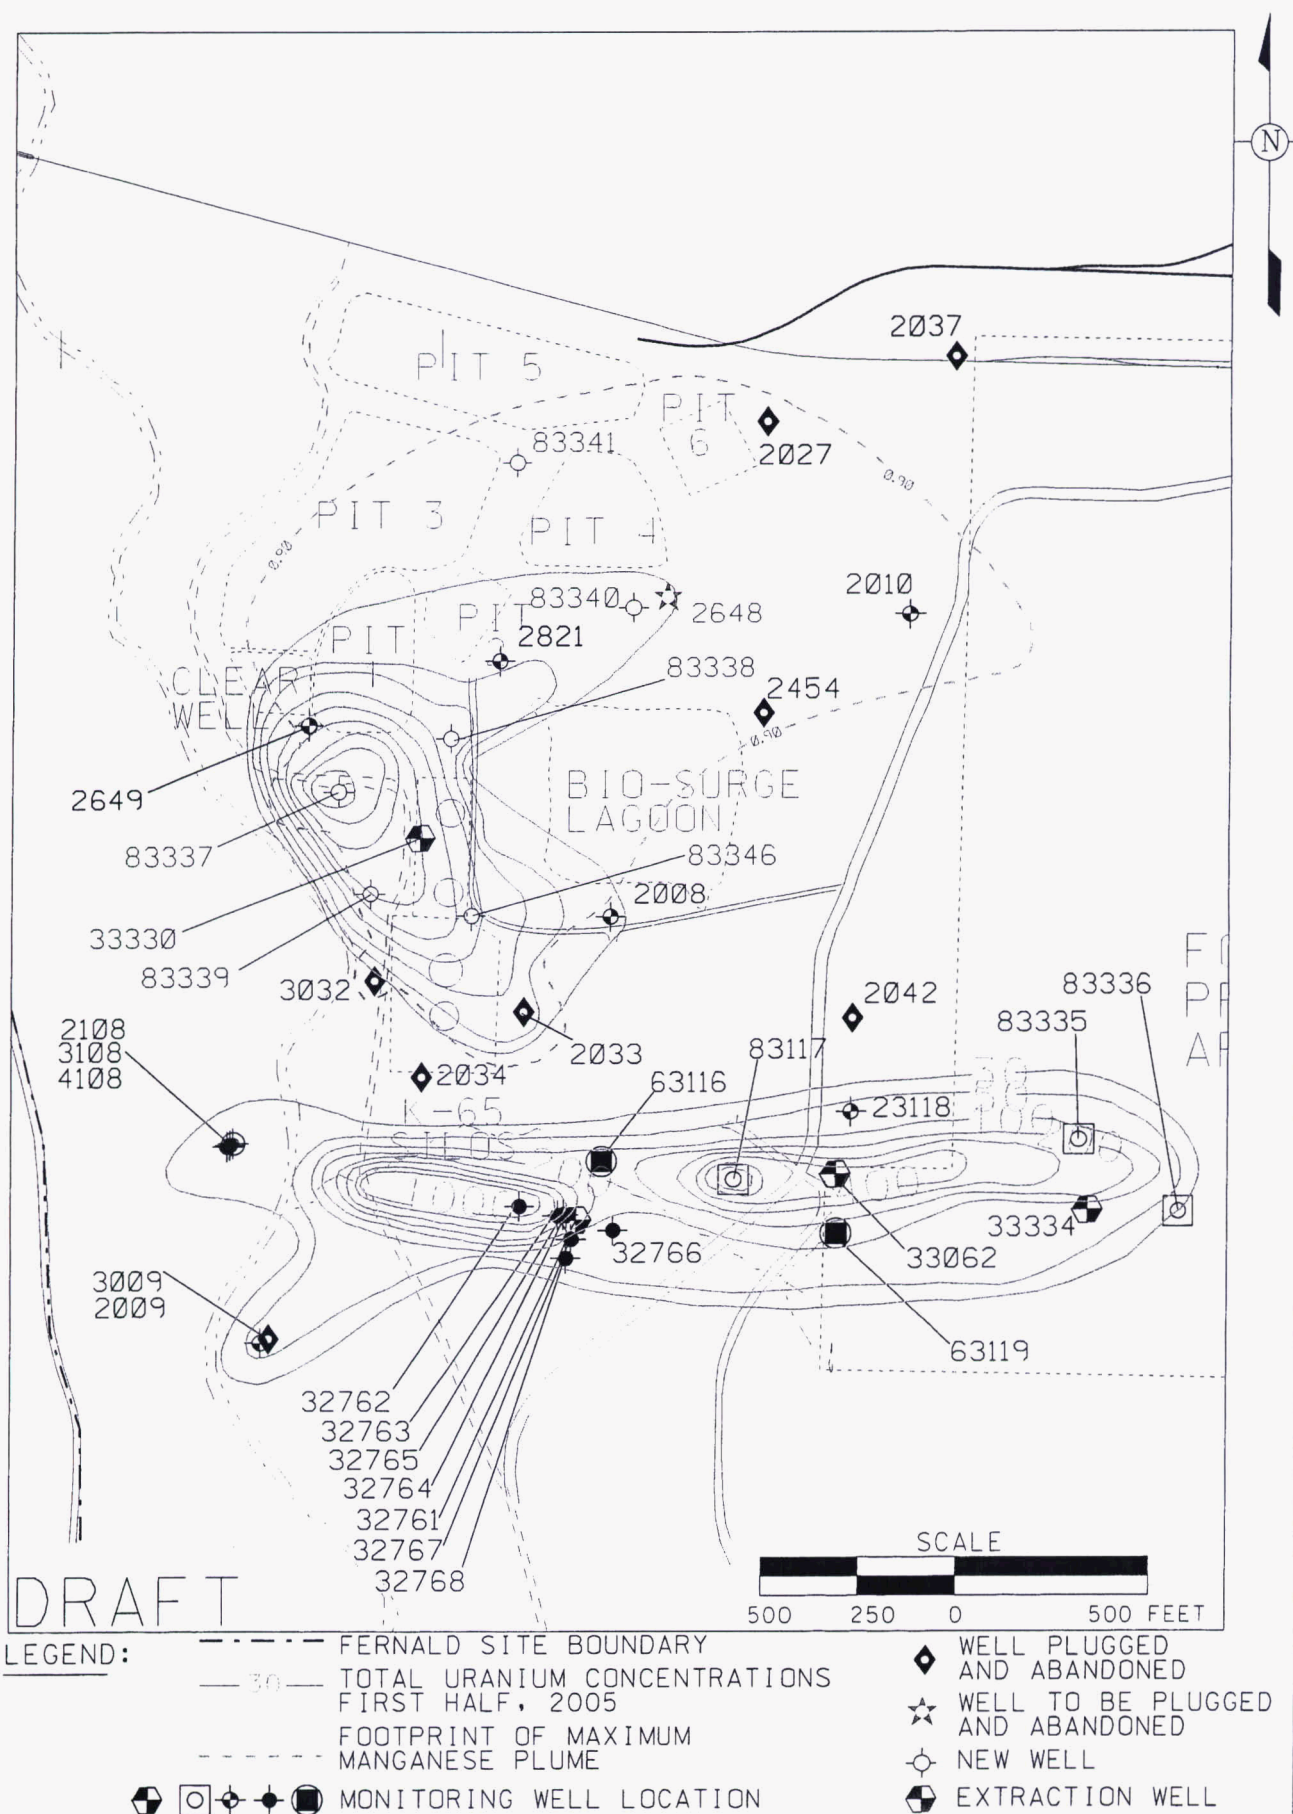 N
2037
PIT 5
PIT
6
2027
83341
0.90
PIT 3
PIT 4
0.90
2010
83340
2648
PIT
PIT
2821
83338
CLEAR
WELL
2454
0.90
2649
BIO-SURGE
LAGOON
83337
83346
2008
33330
83339
3032
2042
83336
83335
2108
3108
4108
2033
83117
2034
63116
K-65
SILOS
23118
30
50
100
1000
32766
33334
33062
3009
2009
63119
32762
32763
32765
32764
32761
32767
32768
SCALE
500 250 0 500 FEET
DRAFT
LEGEND:
FERNALD SITE BOUNDARY
30 TOTAL URANIUM CONCENTRATIONS
FIRST HALF, 2005
FOOTPRINT OF MAXIMUM
MANGANESE PLUME
MONITORING WELL LOCATION
WELL PLUGGED
AND ABANDONED
WELL TO BE PLUGGED
AND ABANDONED
NEW WELL
EXTRACTION WELL